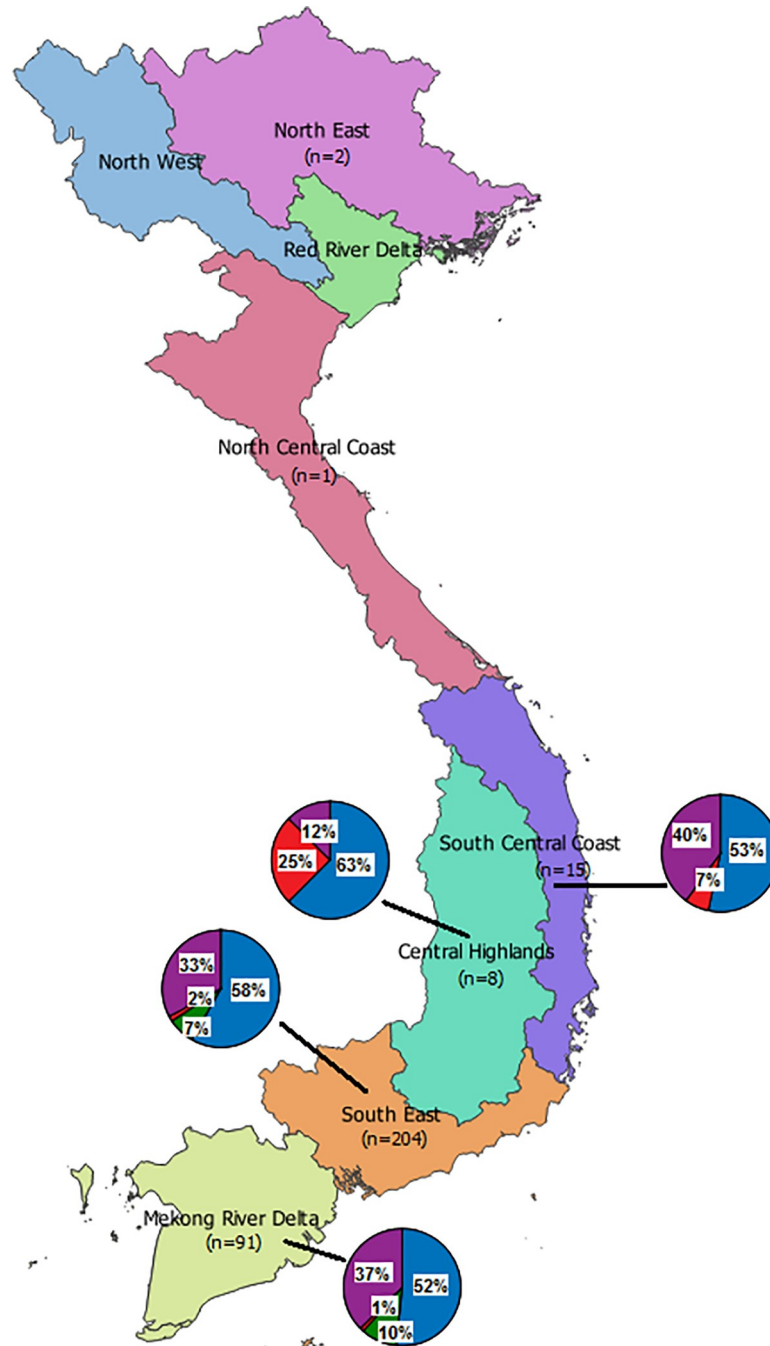 North East
(n=2)
North West
Red River Delta
North Central Coast
(n=1)
12%
25%
63%
South Central Coast
(n=15)
40%
53%
7%
Central Highlands
(n=8)
33%
58%
2%
7%
South East
(n=204)
Mekong River Delta
(n=91)
37%
52%
1%
10%